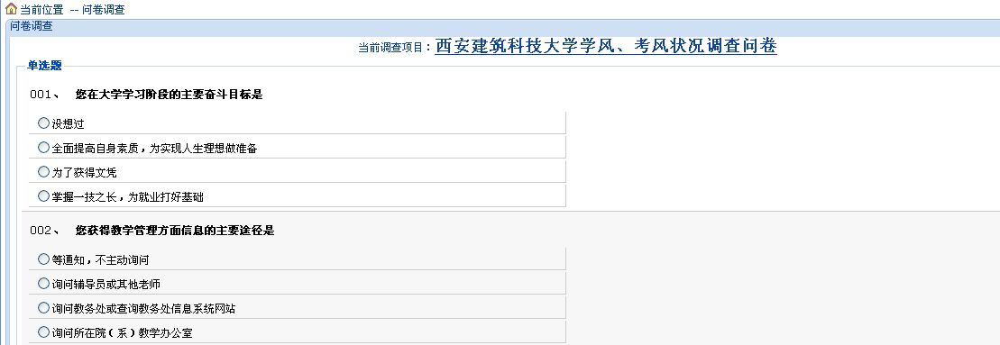 当前位置 -- 问卷调查
问卷调查
当前调查项目：西安建筑科技大学学风、考风状况调查问卷
单选题
001、 您在大学学习阶段的主要奋斗目标是
没想过
全面提高自身素质，为实现人生理想做准备
为了获得文凭
掌握一技之长，为就业打好基础
002、 您获得教学管理方面信息的主要途径是
等通知，不主动询问
询问辅导员或其他老师
询问教务处或查询教务处信息系统网站
询问所在院（系）教学办公室